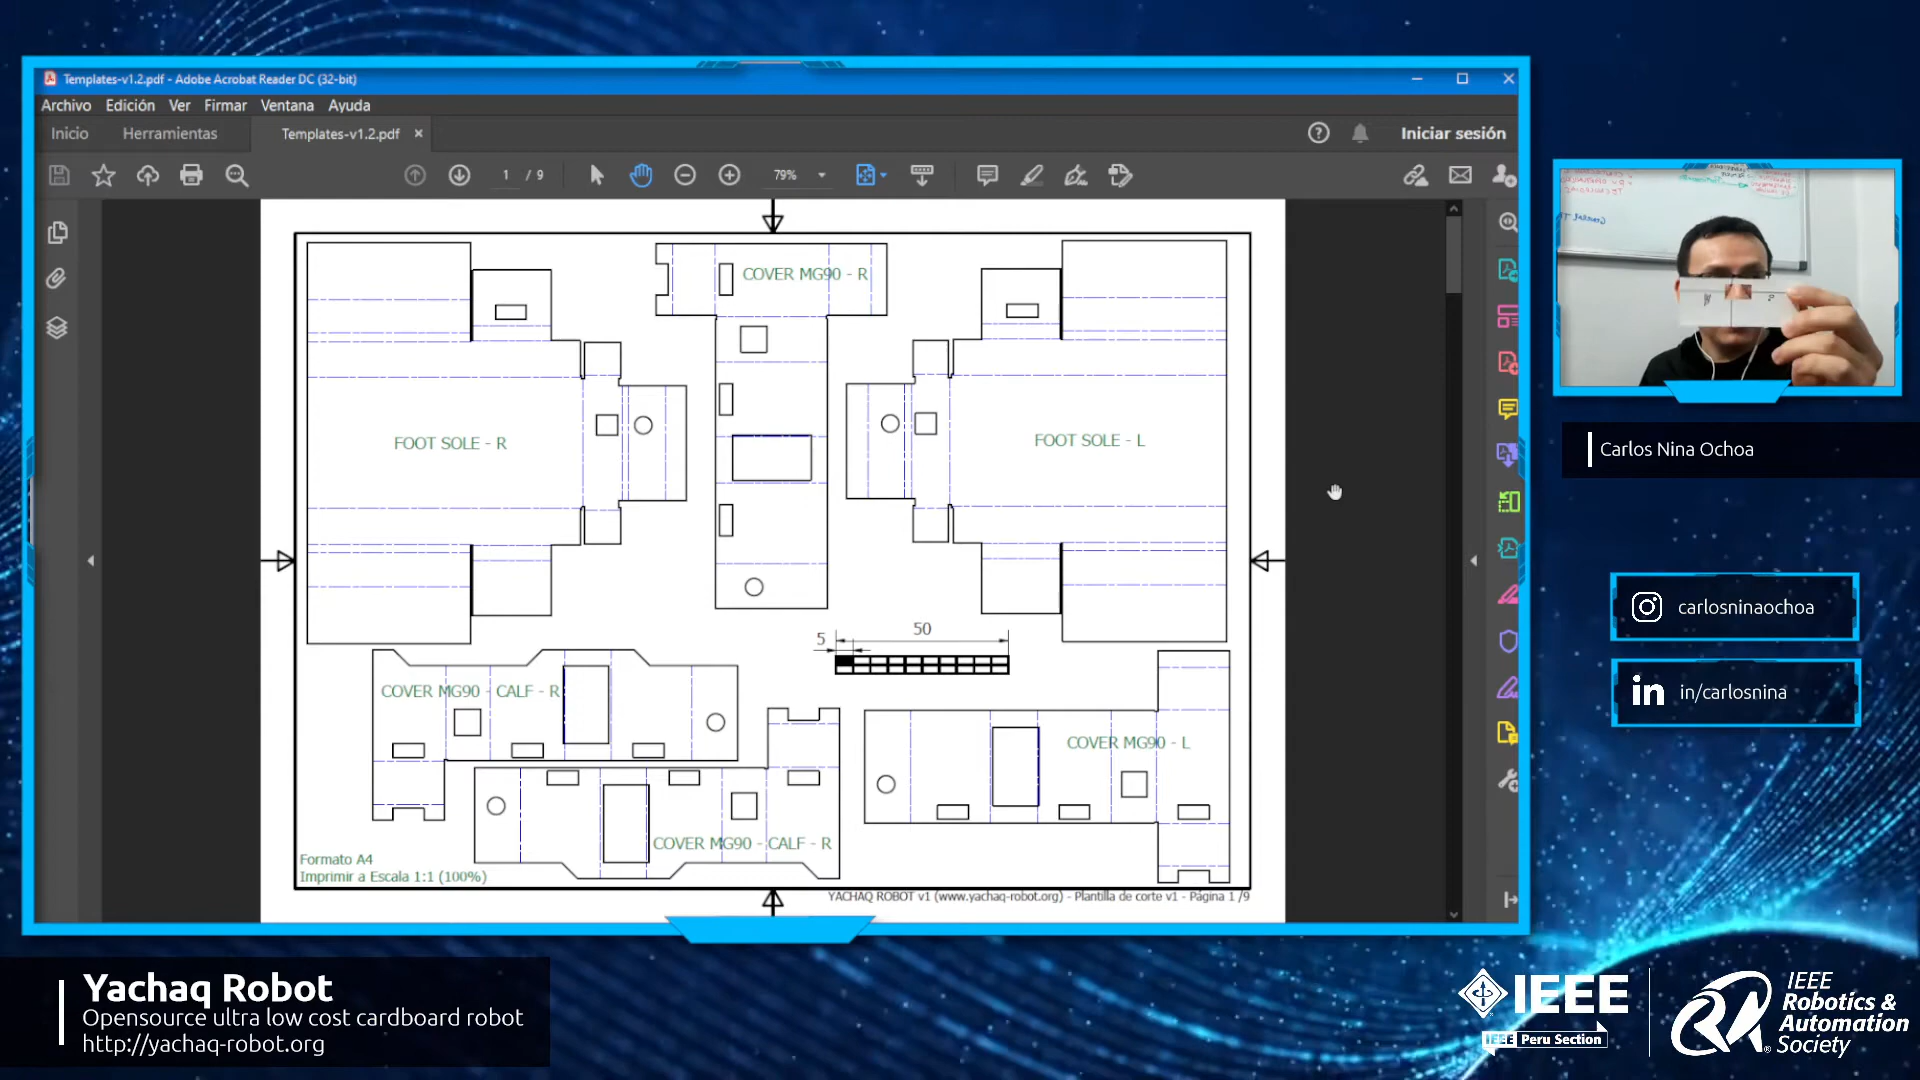 Templates-v1.2.pdf - Adobe Acrobat Reader DC (32-bit)
Archivo Edición Ver Firmar Ventana Ayuda
Inicio Herramientas Templates-v1.2.pdf × Iniciar sesión
1 / 9 79%
COVER MG90 - R
FOOT SOLE - R
FOOT SOLE - L
5 50
COVER MG90 - CALF - R
COVER MG90 - L
COVER MG90 - CALF - R
Formato A4
Imprimir a Escala 1:1 (100%)
YACHAQ ROBOT v1 (www.yachaq-robot.org) - Plantilla de corte v1 - Página 1 /9
Carlos Nina Ochoa
carlosninaochoa
in in/carlosnina
Yachaq Robot
Opensource ultra low cost cardboard robot
http://yachaq-robot.org
IEEE
IEEE Peru Section
RA
IEEE
Robotics &
Automation
Society